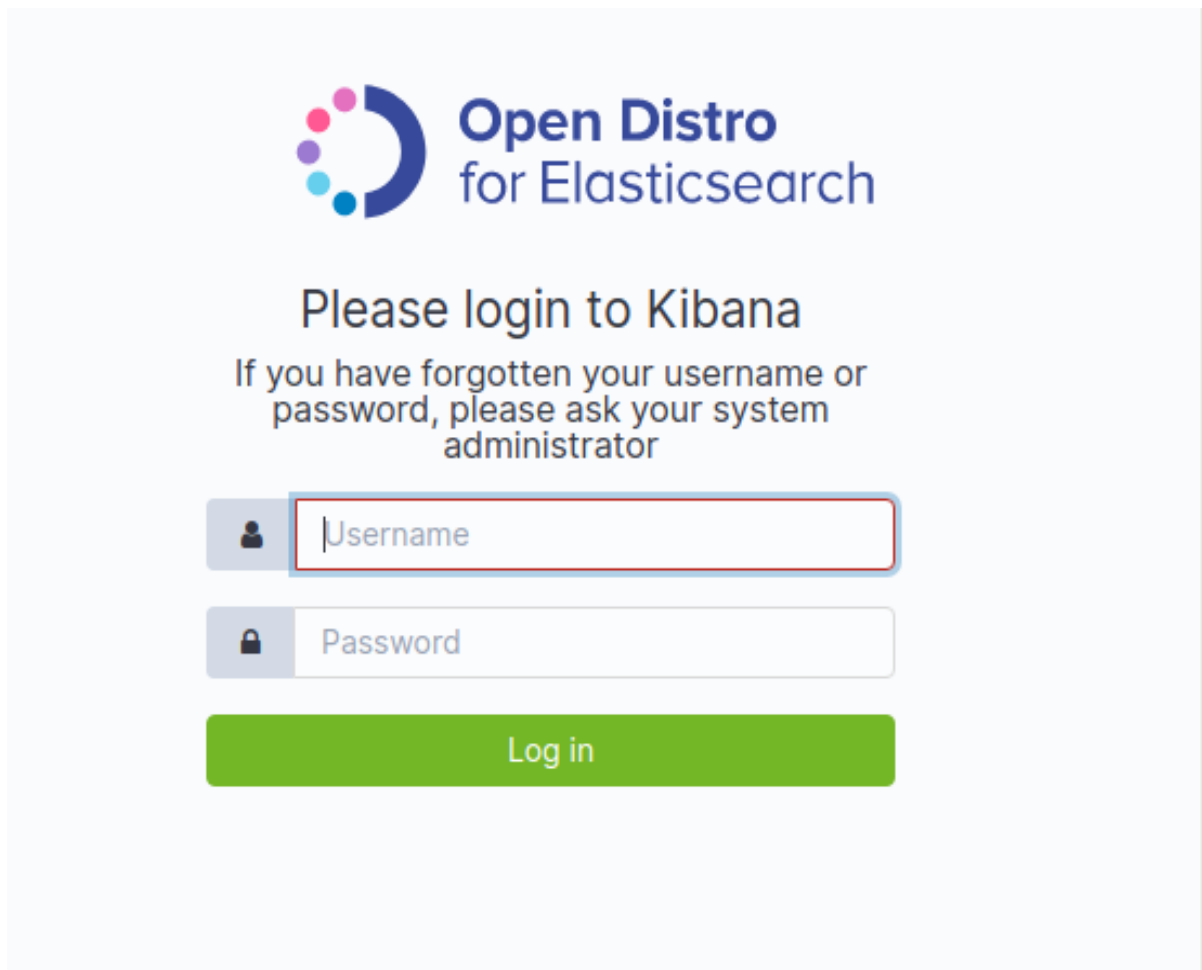 Open Distro
for Elasticsearch
Please login to Kibana
If you have forgotten your username or
password, please ask your system
administrator
Username
Password
Log in